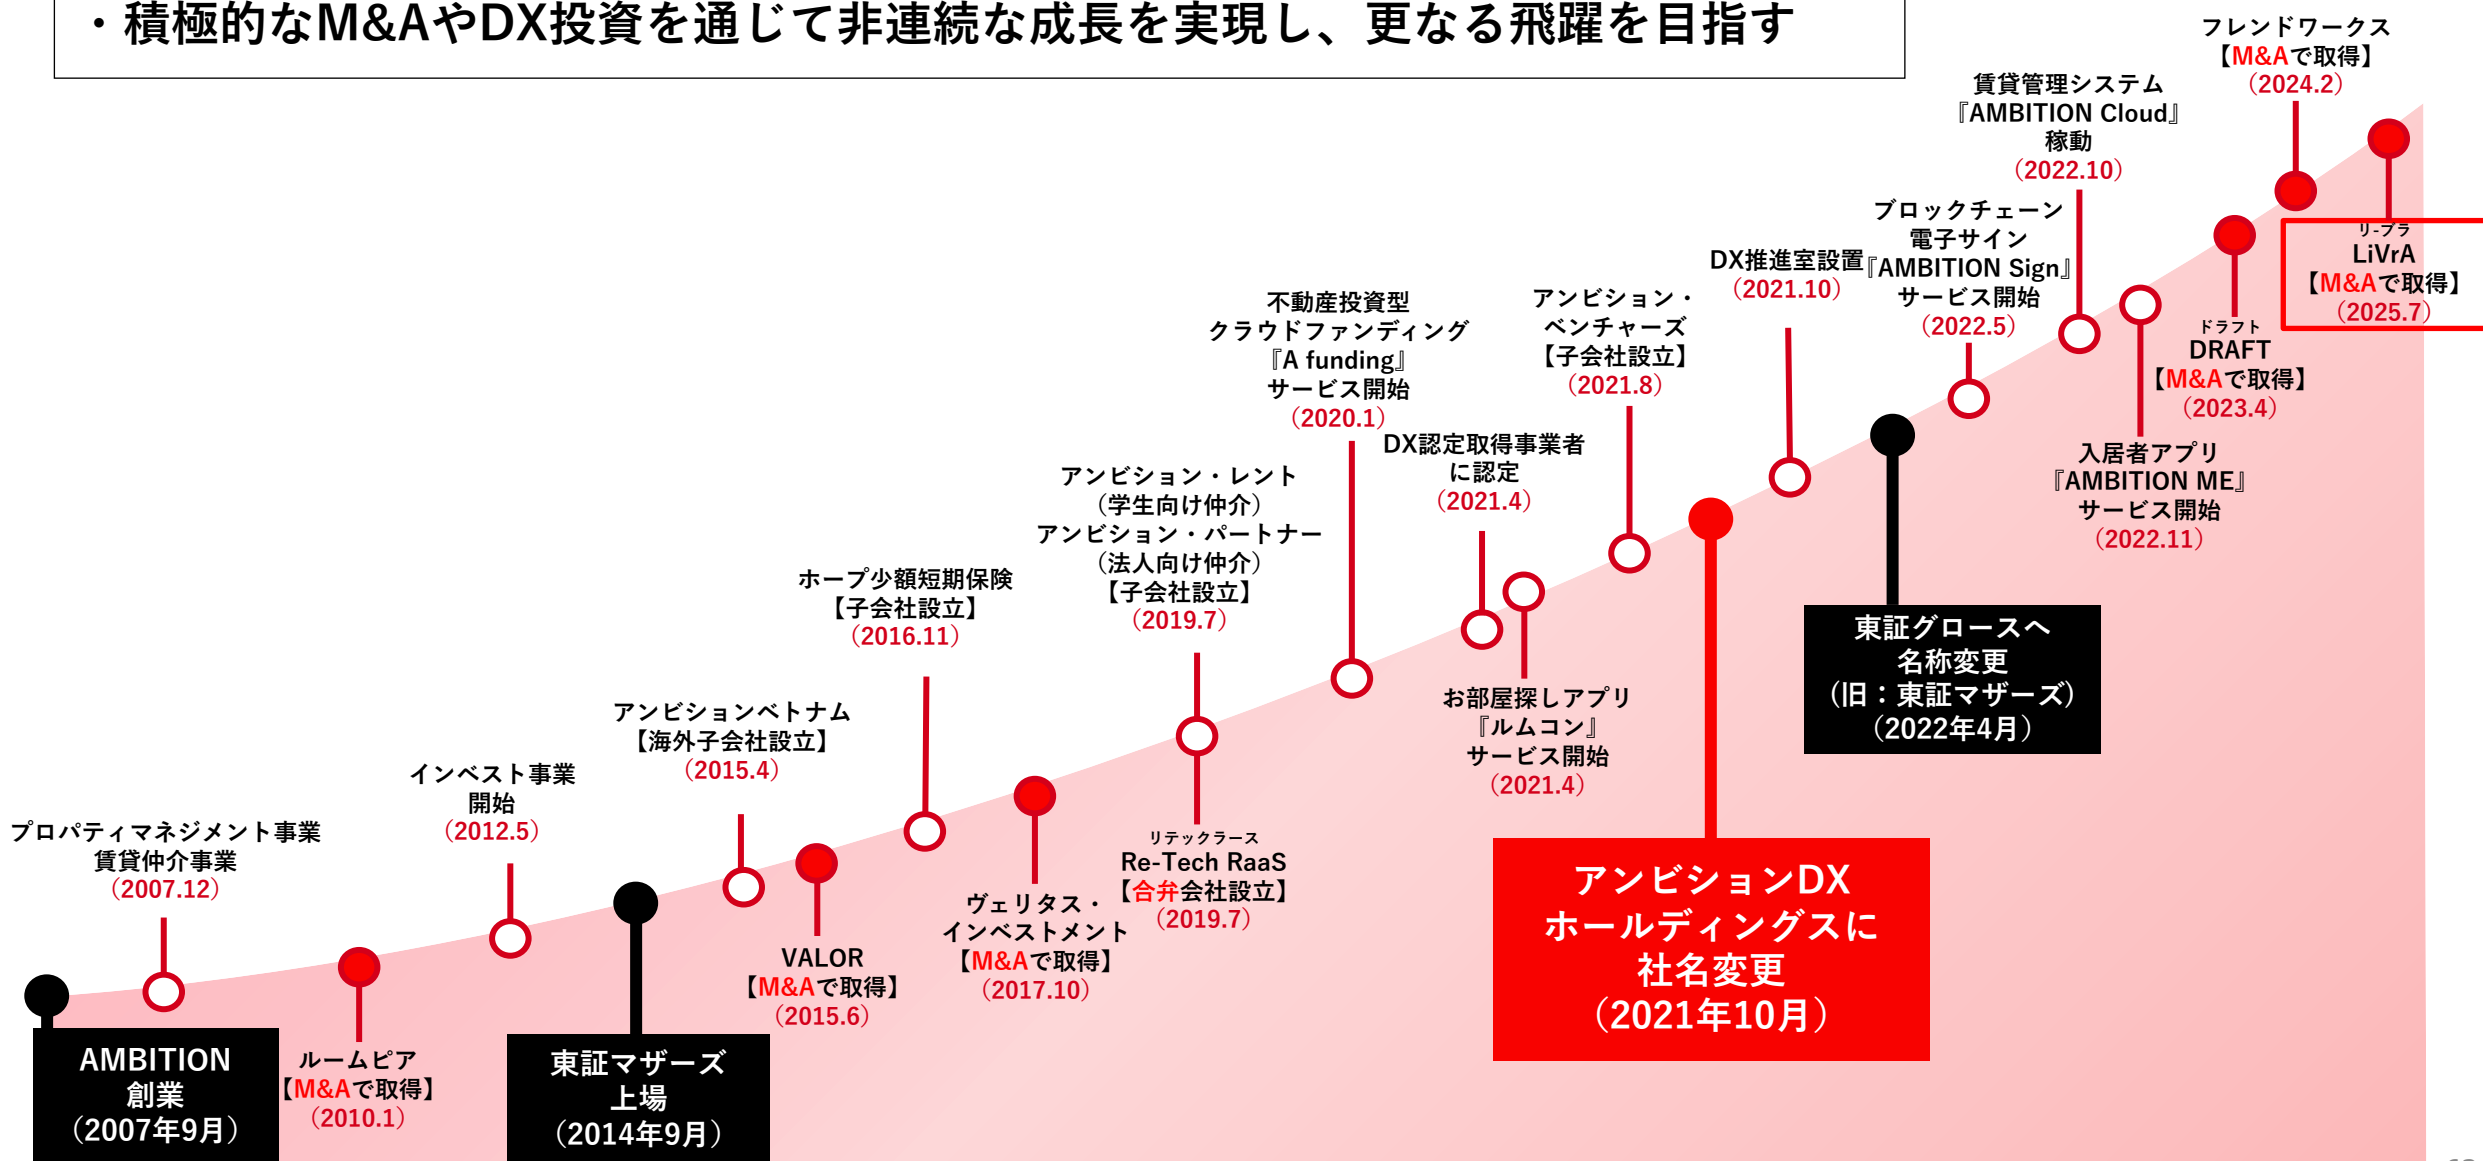 ・積極的なM&AやDX投資を通じて非連続な成長を実現し、更なる飛躍を目指す
AMBITION
創業
（2007年9月）
プロパティマネジメント事業
賃貸仲介事業
（2007.12）
ルームピア
【M&Aで取得】
（2010.1）
インベスト事業
開始
（2012.5）
東証マザーズ
上場
（2014年9月）
アンビションベトナム
【海外子会社設立】
（2015.4）
VALOR
【M&Aで取得】
（2015.6）
ホープ少額短期保険
【子会社設立】
（2016.11）
ヴェリタス・
インベストメント
【M&Aで取得】
（2017.10）
アンビション・レント
（学生向け仲介）
アンビション・パートナー
（法人向け仲介）
【子会社設立】
（2019.7）
リテックラース
Re-Tech RaaS
【合弁会社設立】
（2019.7）
不動産投資型
クラウドファンディング
『A funding』
サービス開始
（2020.1）
DX認定取得事業者
に認定
（2021.4）
お部屋探しアプリ
『ルムコン』
サービス開始
（2021.4）
アンビション・
ベンチャーズ
【子会社設立】
（2021.8）
アンビションDX
ホールディングスに
社名変更
（2021年10月）
DX推進室設置
（2021.10）
東証グロースへ
名称変更
（旧：東証マザーズ）
（2022年4月）
ブロックチェーン
電子サイン
『AMBITION Sign』
サービス開始
（2022.5）
賃貸管理システム
『AMBITION Cloud』
稼動
（2022.10）
入居者アプリ
『AMBITION ME』
サービス開始
（2022.11）
ドラフト
DRAFT
【M&Aで取得】
（2023.4）
フレンドワークス
【M&Aで取得】
（2024.2）
リ-ブラ
LiVrA
【M&Aで取得】
（2025.7）